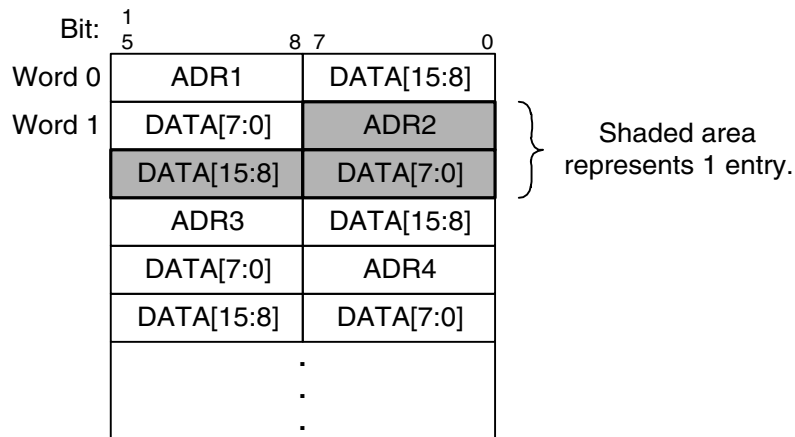 Bit: 15 8 7 0
Word 0 ADR1 DATA[15:8]
Word 1 DATA[7:0] ADR2
DATA[15:8] DATA[7:0]
Shaded area
represents 1 entry.
ADR3 DATA[15:8]
DATA[7:0] ADR4
DATA[15:8] DATA[7:0]
.
.
.